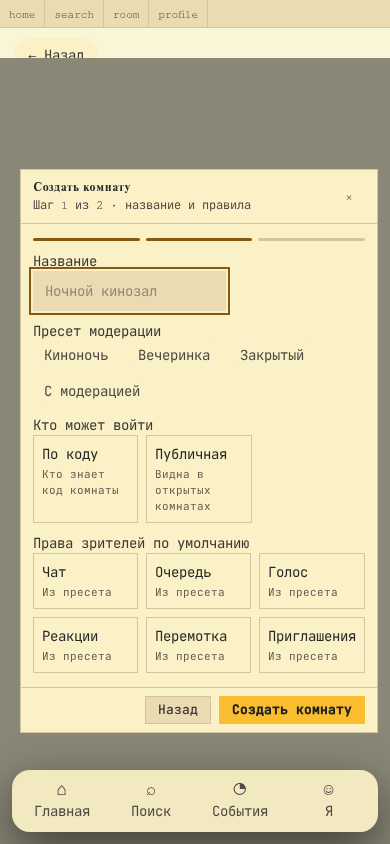 home search room profile
← Назад
Создать комнату
×
Шаг 1 из 2 · название и правила
Название
Ночной кинозал
Пресет модерации
Киноночь Вечеринка Закрытый
С модерацией
Кто может войти
По коду Публичная
Кто знает Видна в
код комнаты открытых
комнатах
Права зрителей по умолчанию
Чат Очередь Голос
Из пресета Из пресета Из пресета
Реакции Перемотка Приглашения
Из пресета Из пресета Из пресета
Назад Создать комнату
Главная Поиск События Я